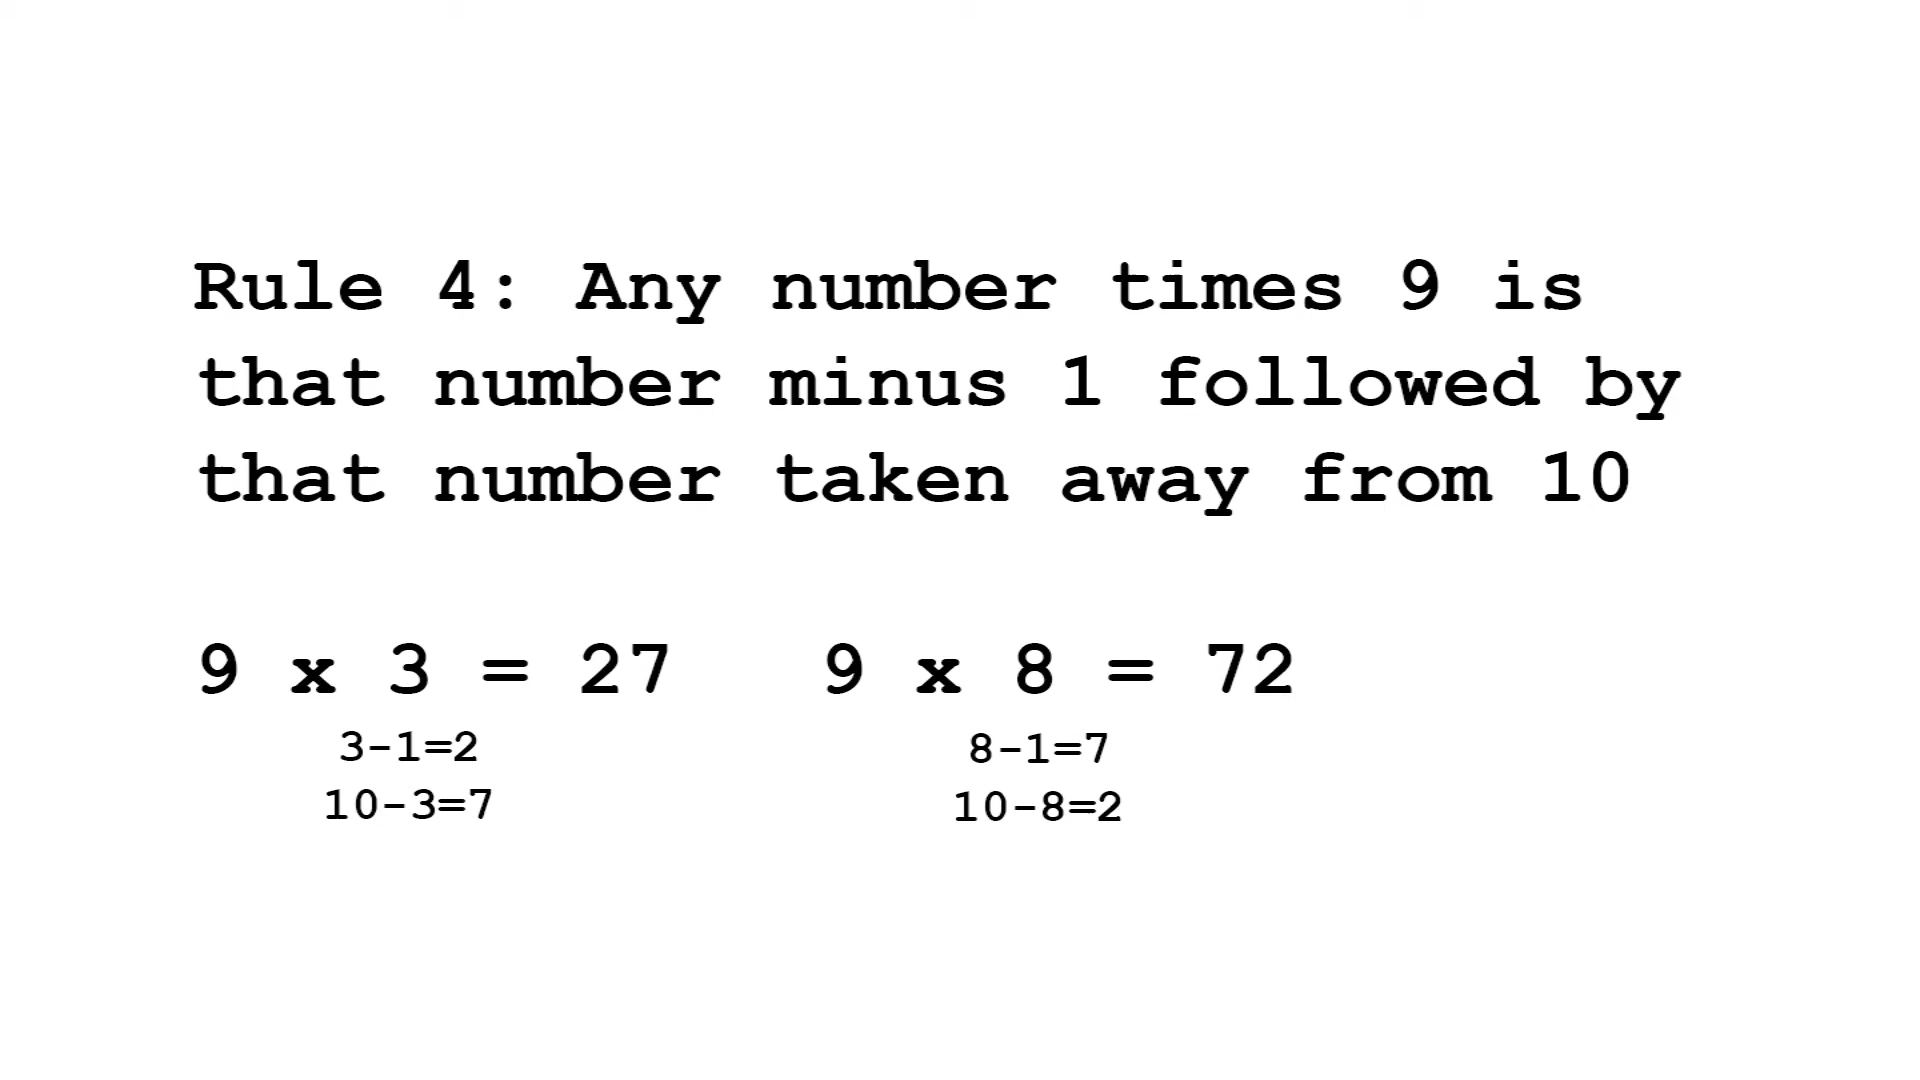 Rule 4: Any number times 9 is
that number minus 1 followed by
that number taken away from 10
9 x 3 = 27   9 x 8 = 72
3-1=2   8-1=7
10-3=7   10-8=2